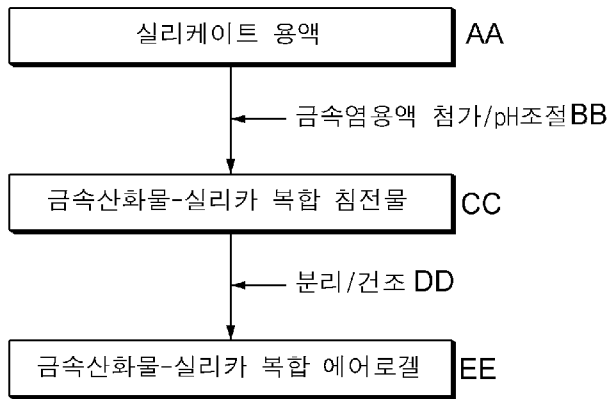 실리케이트 용액 AA
금속염용액 첨가/pH조절 BB
금속산화물-실리카 복합 침전물 CC
분리/건조 DD
금속산화물-실리카 복합 에어로겔 EE